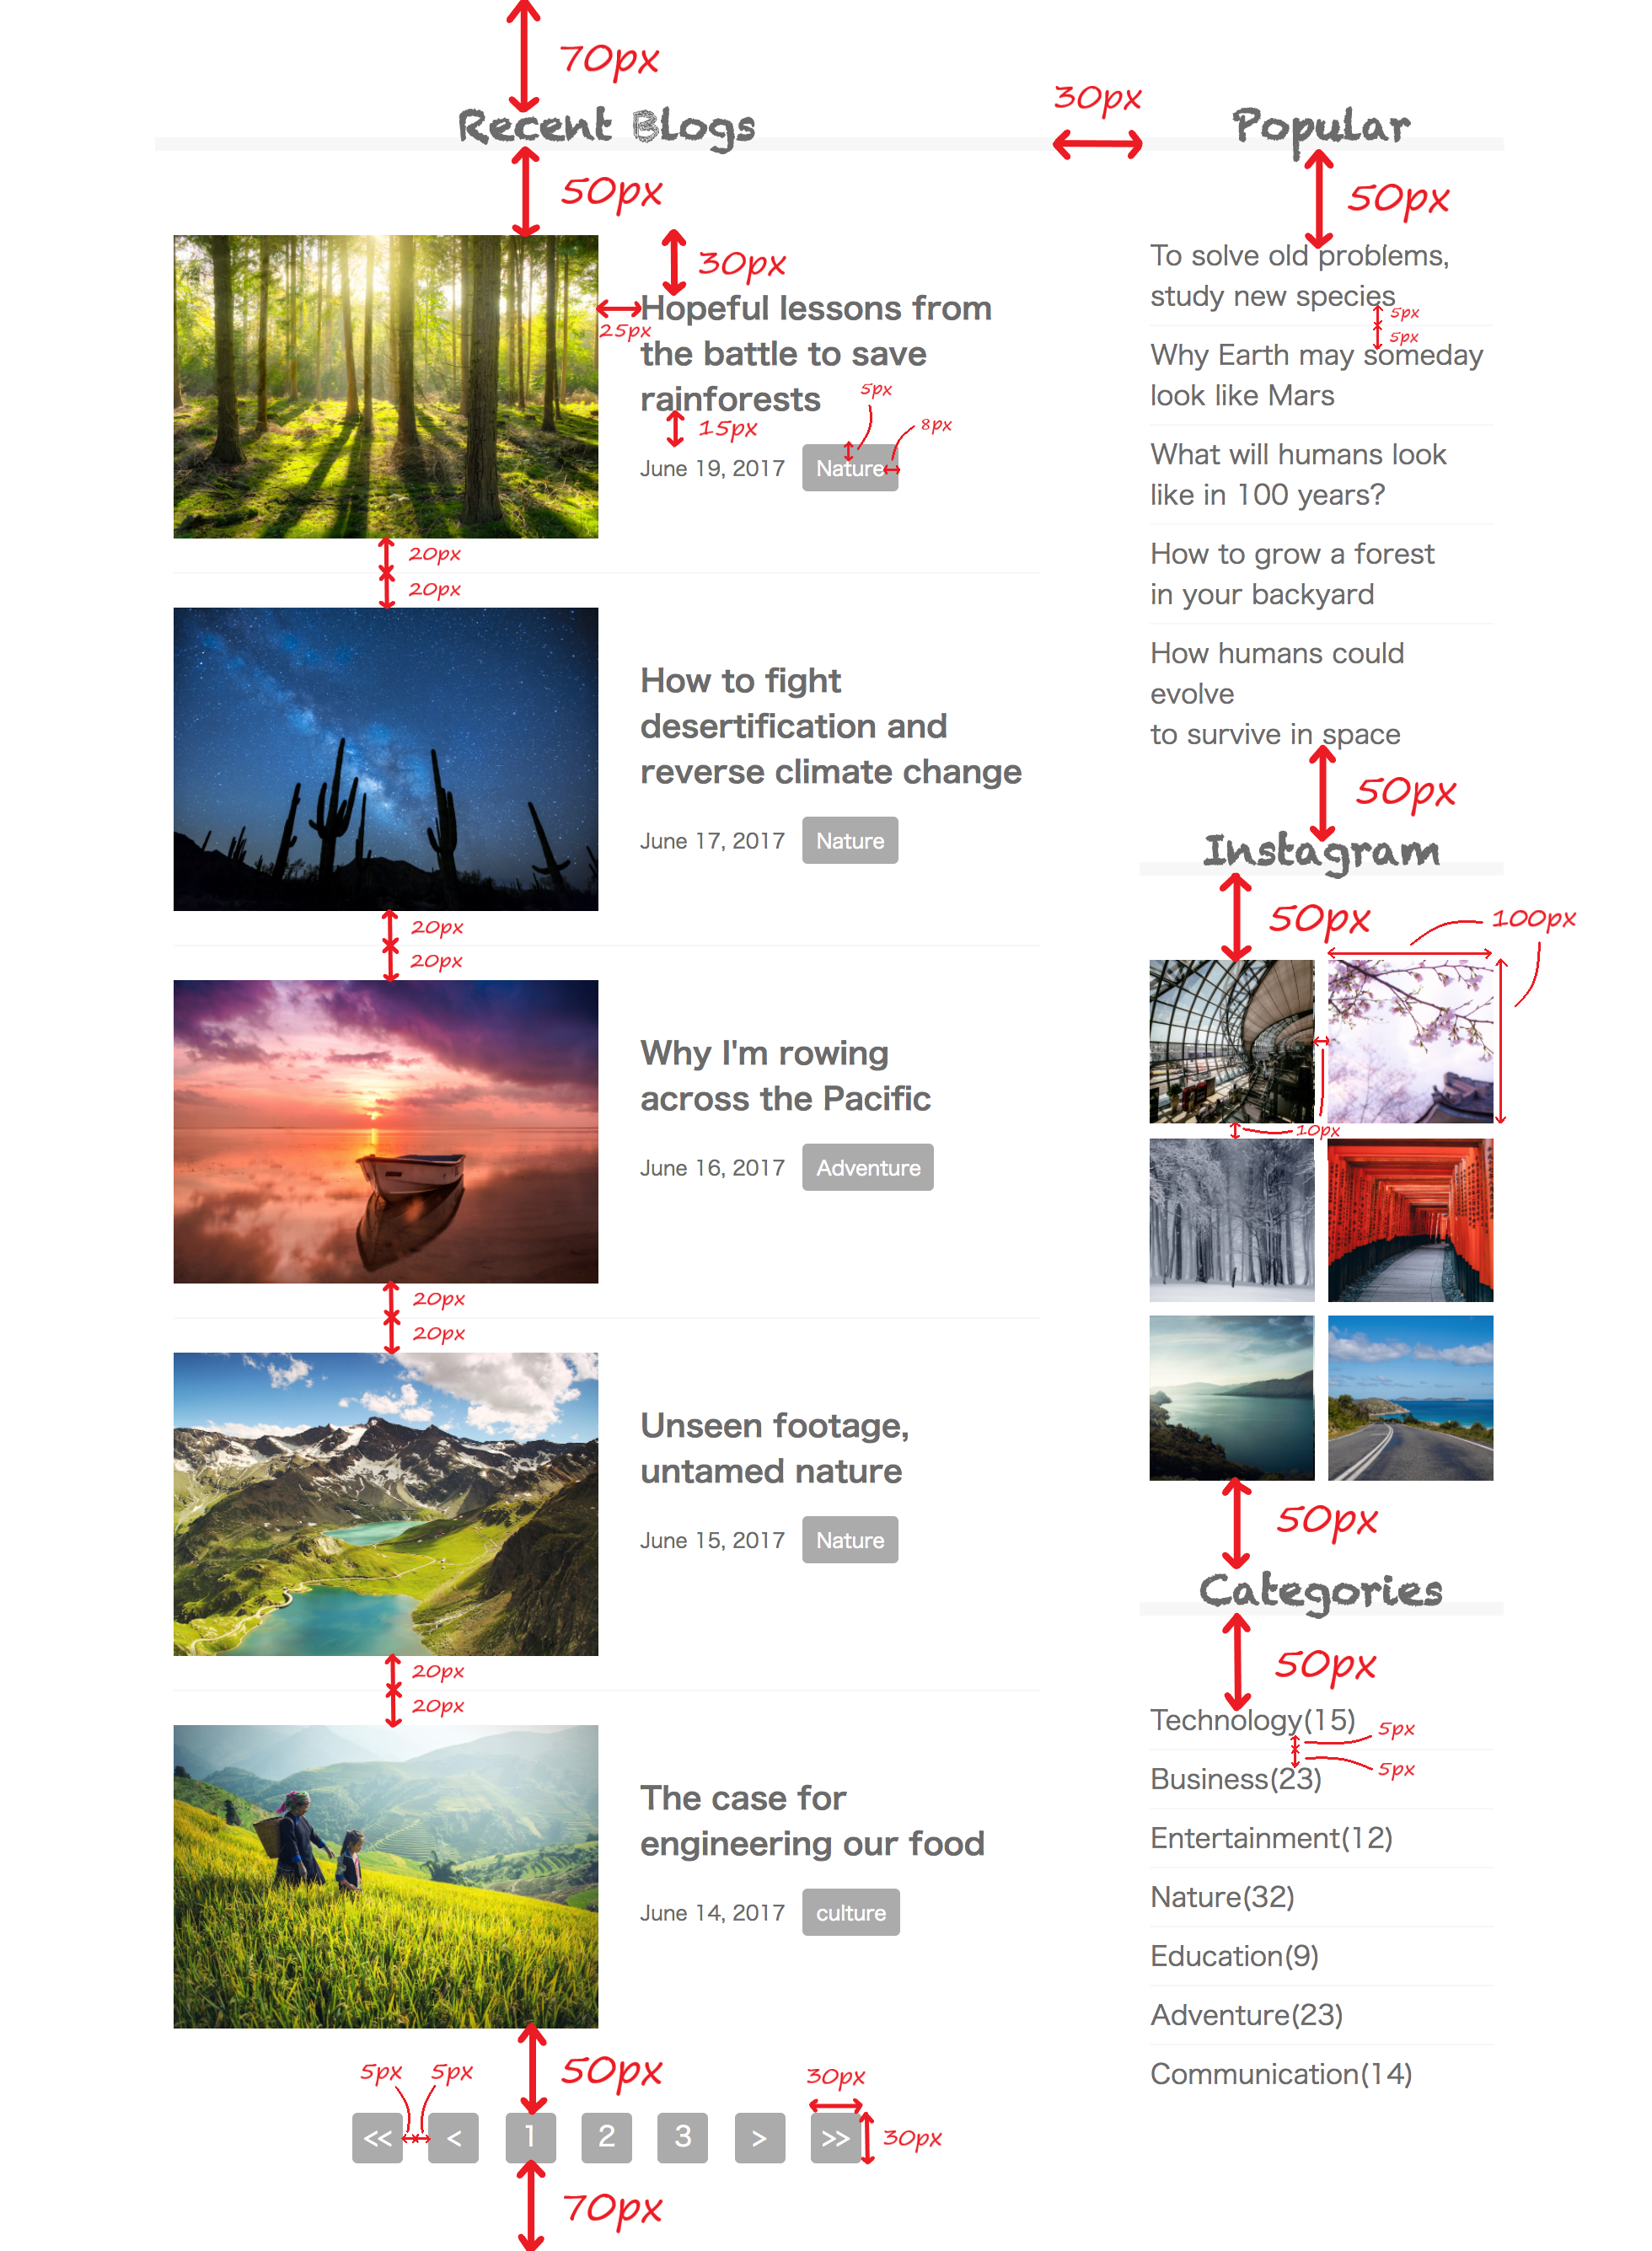 70px
Recent Blogs
50px
30px
Hopeful lessons from
25px
the battle to save
rainforests
5px
15px
8px
June 19, 2017
Nature
20px
20px
How to fight
desertification and
reverse climate change
June 17, 2017
Nature
20px
20px
Why I'm rowing
across the Pacific
June 16, 2017
Adventure
20px
20px
Unseen footage,
untamed nature
June 15, 2017
Nature
20px
20px
The case for
engineering our food
June 14, 2017
culture
50px
5px
5px
30px
<<
<
1
2
3
>
>>
30px
70px
30px
Popular
50px
To solve old problems,
study new species
5px
5px
Why Earth may someday
look like Mars
What will humans look
like in 100 years?
How to grow a forest
in your backyard
How humans could
evolve
to survive in space
50px
Instagram
50px
100px
10px
50px
Categories
50px
Technology(15)
5px
5px
Business(23)
Entertainment(12)
Nature(32)
Education(9)
Adventure(23)
Communication(14)